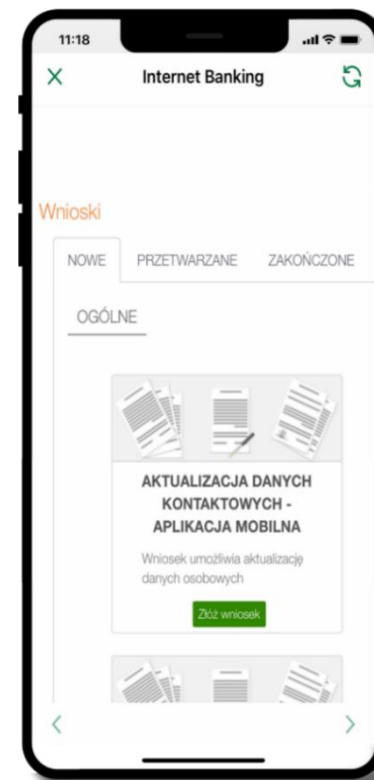 11:18
Internet Banking
Wnioski
NOWE PRZETWARZANE ZAKOŃCZONE
OGÓLNE
AKTUALIZACJA DANYCH
KONTAKTOWYCH -
APLIKACJA MOBILNA
Wniosek umożliwia aktualizację
danych osobowych
Złóż wniosek